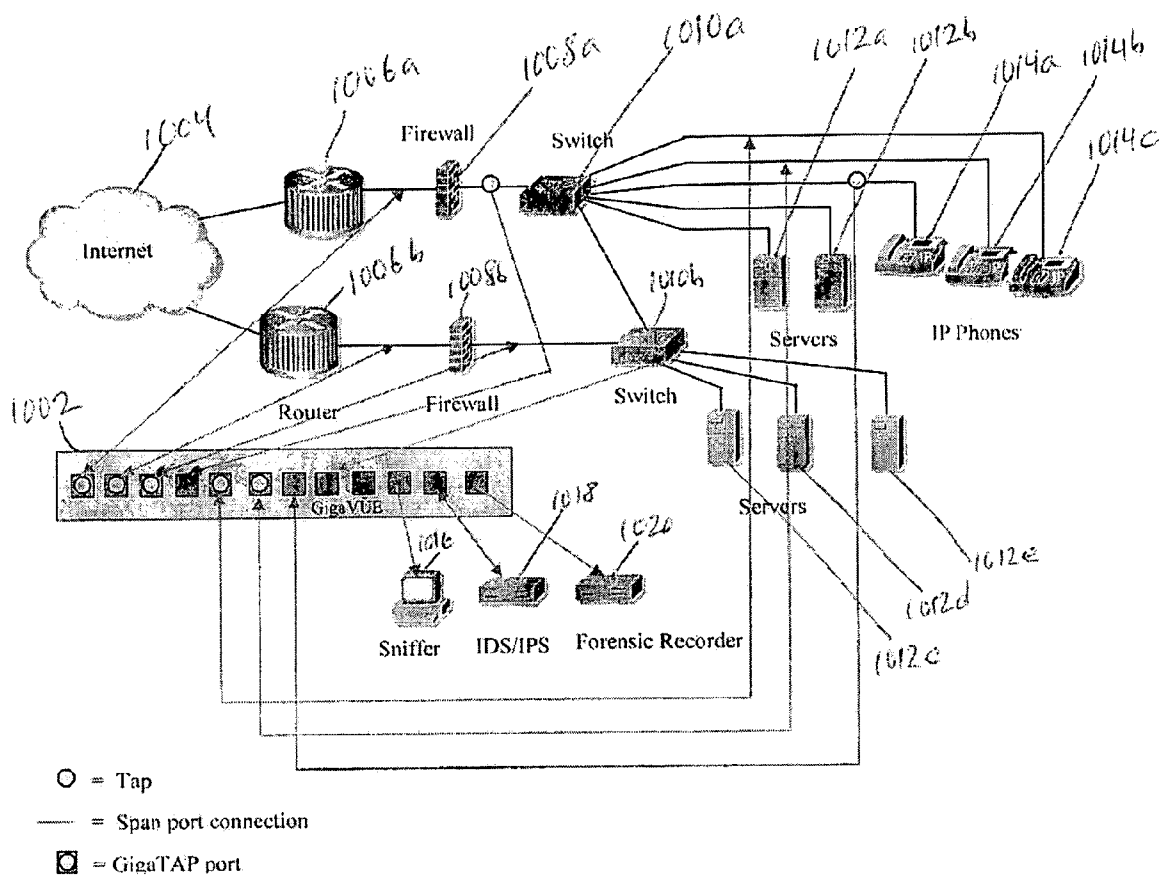 1010a
1008a
1012a
1012b
1006a
1014a
1014b
1004
Firewall
Switch
1014c
Internet
1006b
1008b
1010b
Servers
IP Phones
1002
Router
Firewall
Switch
GigaVUE
Servers
1016
1018
1020
1012e
1012d
1012c
Sniffer
IDS/IPS
Forensic Recorder
= Tap
= Span port connection
= GigaTAP port